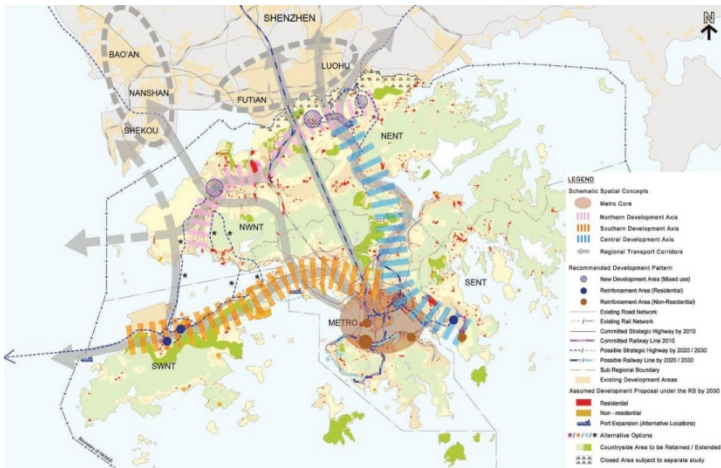 SHENZHEN
N
BAO'AN
LUOHU
NANSHAN
FUTIAN
SHEKOU
NENT
NWNT
SENT
METRO
SWNT
Boundary of HKSAR
LEGEND
Schematic Spatial Concepts
Metro Core
Northern Development Axis
Southern Development Axis
Central Development Axis
Regional Transport Corridors
Recommended Development Pattern
New Development Area (Mixed use)
Reinforcement Area (Residential)
Reinforcement Area (Non-Residential)
Existing Road Network
Existing Rail Network
Committed Strategic Highway by 2010
Committed Railway Line 2010
Possible Strategic Highway by 2020 / 2030
Possible Railway Line by 2020 / 2030
Sub Regional Boundary
Existing Development Areas
Assumed Development Proposal under the RS by 2030
Residential
Non - residential
Port Expansion (Alternative Locations)
Alternative Options
Countryside Area to be Retained / Extended
Closed Area subject to separate study